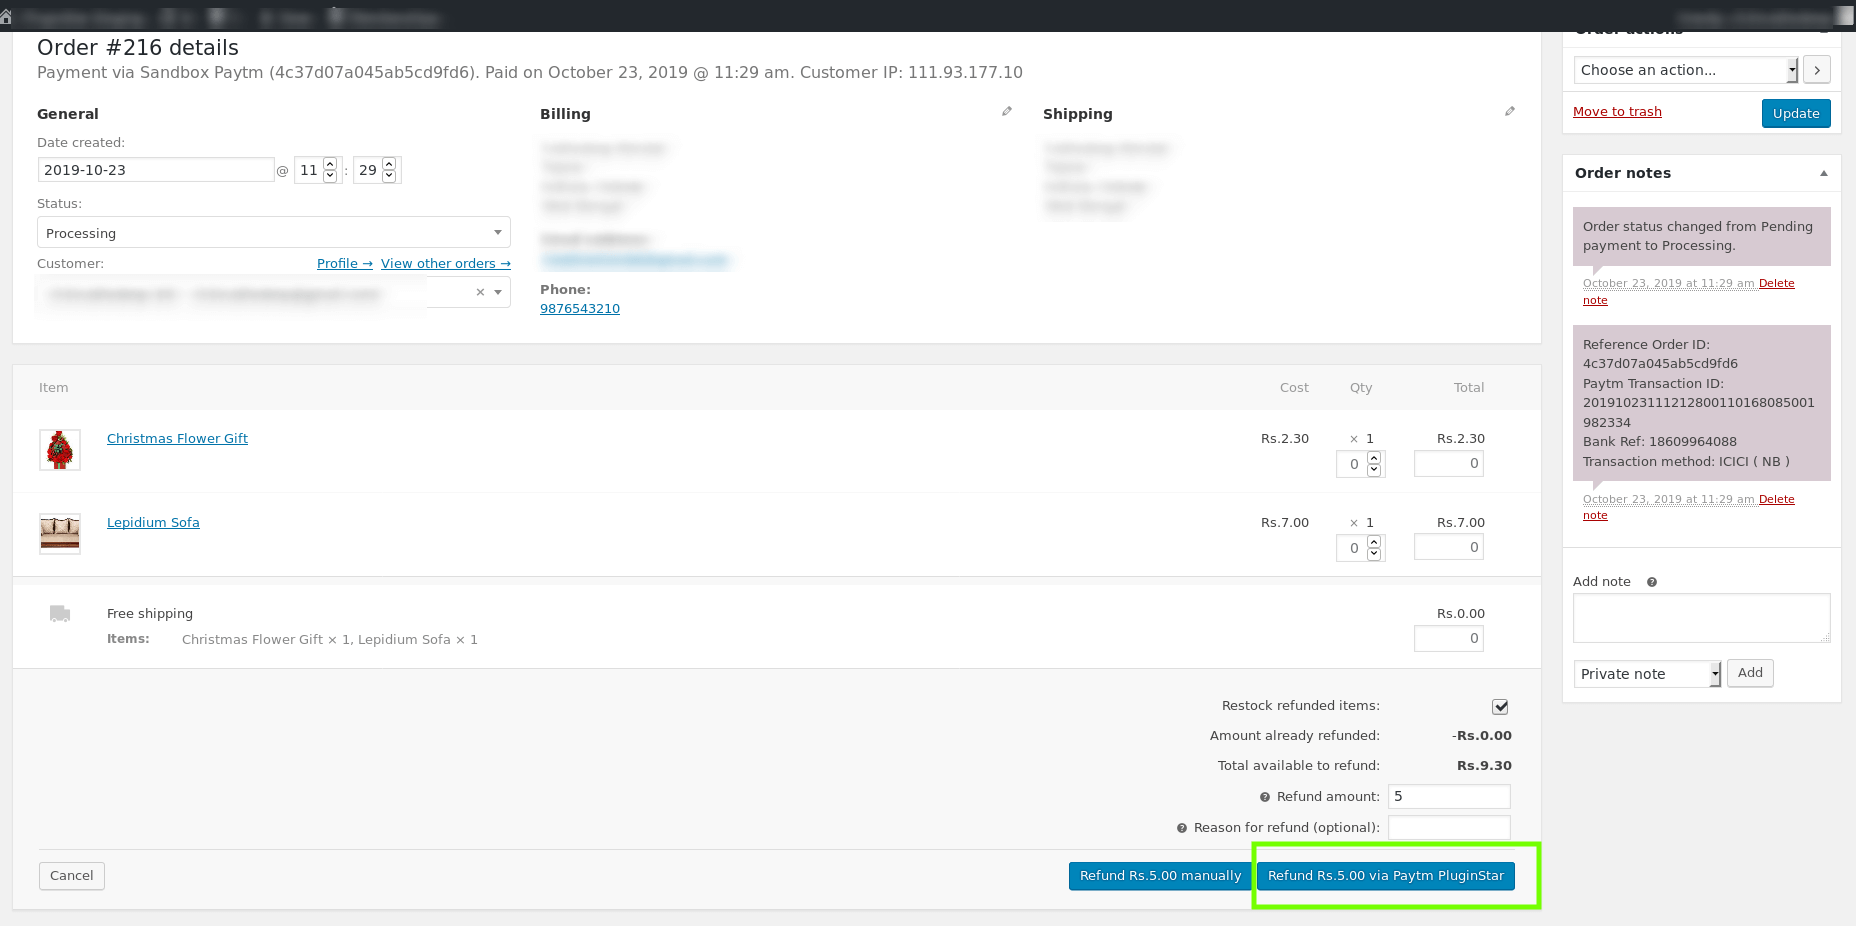 Order #216 details
Payment via Sandbox Paytm (4c37d07a045ab5cd9fd6). Paid on October 23, 2019 @ 11:29 am. Customer IP: 111.93.177.10
General
Date created:
2019-10-23 @ 11 : 29
Status:
Processing
Customer: Profile → View other orders →
×
Billing
Phone:
9876543210
Shipping
Item Cost Qty Total
Christmas Flower Gift Rs.2.30 × 1 Rs.2.30
0 0
Lepidium Sofa Rs.7.00 × 1 Rs.7.00
0 0
Free shipping Rs.0.00
Items: Christmas Flower Gift × 1, Lepidium Sofa × 1 0
Restock refunded items:
Amount already refunded: -Rs.0.00
Total available to refund: Rs.9.30
Refund amount: 5
Reason for refund (optional):
Cancel Refund Rs.5.00 manually Refund Rs.5.00 via Paytm PluginStar
Order actions
Choose an action...
Move to trash Update
Order notes
Order status changed from Pending
payment to Processing.
October 23, 2019 at 11:29 am Delete
note
Reference Order ID:
4c37d07a045ab5cd9fd6
Paytm Transaction ID:
20191023111212800110168085001
982334
Bank Ref: 18609964088
Transaction method: ICICI ( NB )
October 23, 2019 at 11:29 am Delete
note
Add note
Private note Add